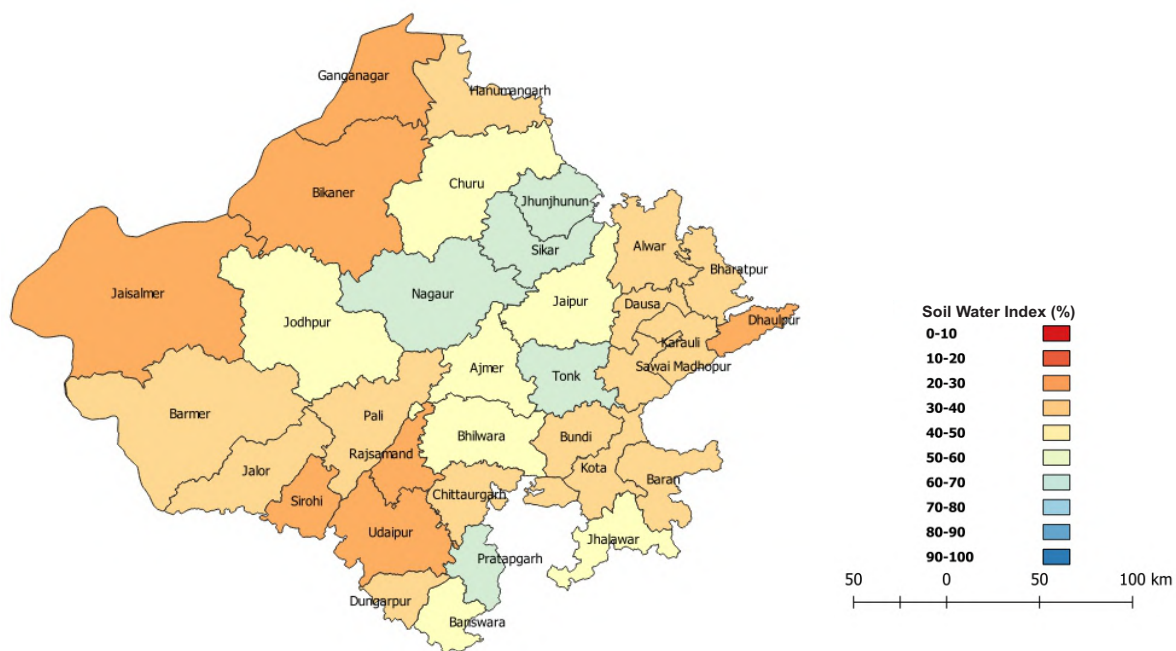 Ganganagar
Hanumangarh
Bikaner
Churu
Jhunjhunun
Sikar
Alwar
Bharatpur
Jaisalmer
Nagaur
Jaipur
Dausa
Jodhpur
Dhaulpur
Karauli
Sawai Madhopur
Ajmer
Tonk
Barmer
Pali
Bhilwara
Bundi
Rajsamand
Jalor
Kota
Baran
Sirohi
Chittaurgarh
Udaipur
Jhalawar
Pratapgarh
Dungarpur
Banswara
Soil Water Index (%)
0-10
10-20
20-30
30-40
40-50
50-60
60-70
70-80
80-90
90-100
50 0 50 100 km